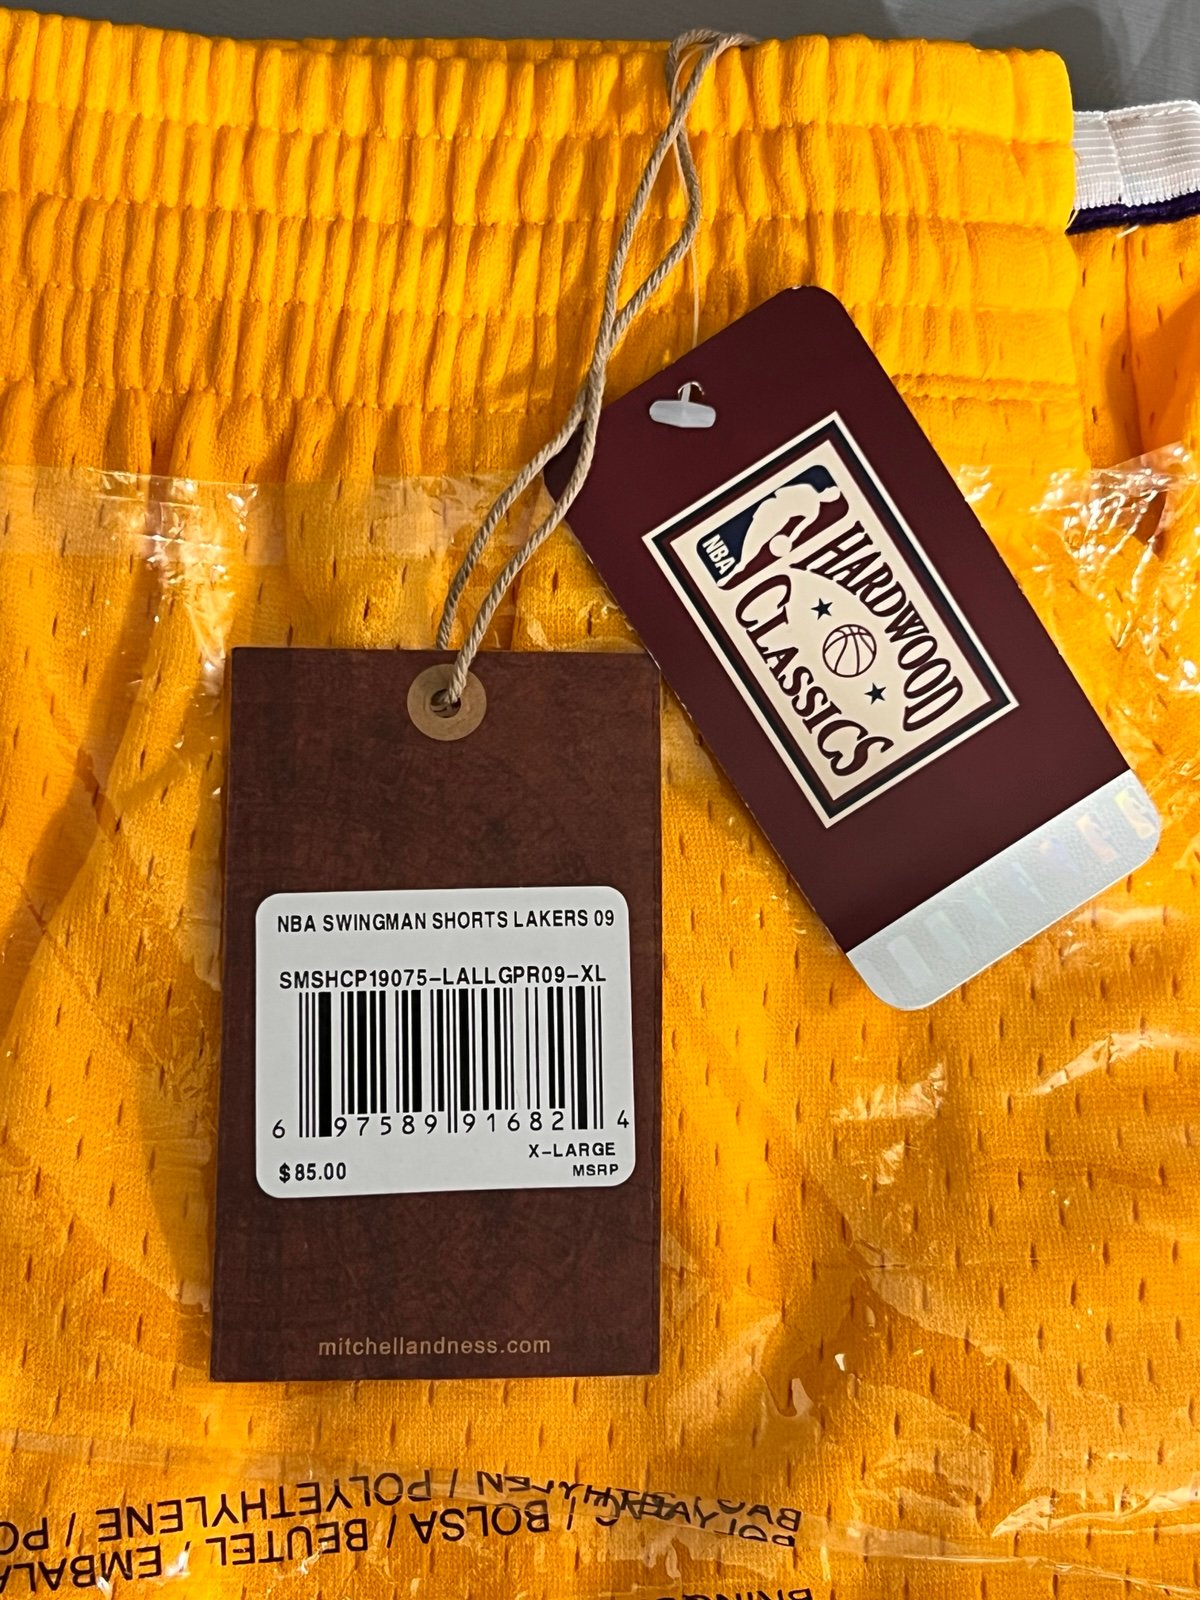 NBA
HARDWOOD
CLASSICS
NBA SWINGMAN SHORTS LAKERS 09
SMSHCP19075-LALLGPR09-XL
6 97589 91682 4
X-LARGE
$85.00 MSRP
mitchellandness.com
BOLSA / BEUTEL / EMBALA
/ POLYETHYLENE /